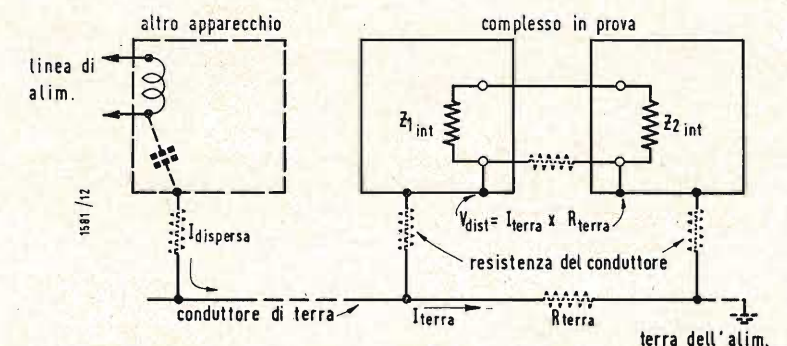 altro apparecchio
complesso in prova
linea di
alim.
Z1 int
Z2 int
1581/12
Idispersa
Vdist = Iterra x Rterra
resistenza del conduttore
conduttore di terra
Iterra
Rterra
terra dell'alim.